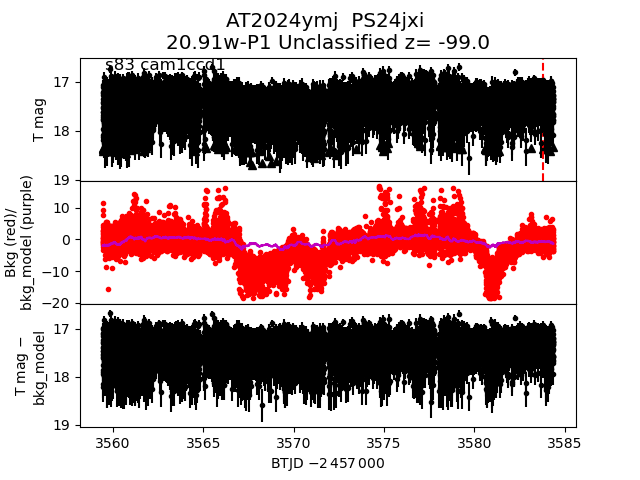 AT2024ymj  PS24jxi
20.91w-P1 Unclassified z= -99.0
s83 cam1ccd1
17
18
19
T mag
10
0
−10
−20
Bkg (red)/
bkg_model (purple)
17
18
19
T mag −
bkg_model
3560 3565 3570 3575 3580 3585
BTJD −2 457 000